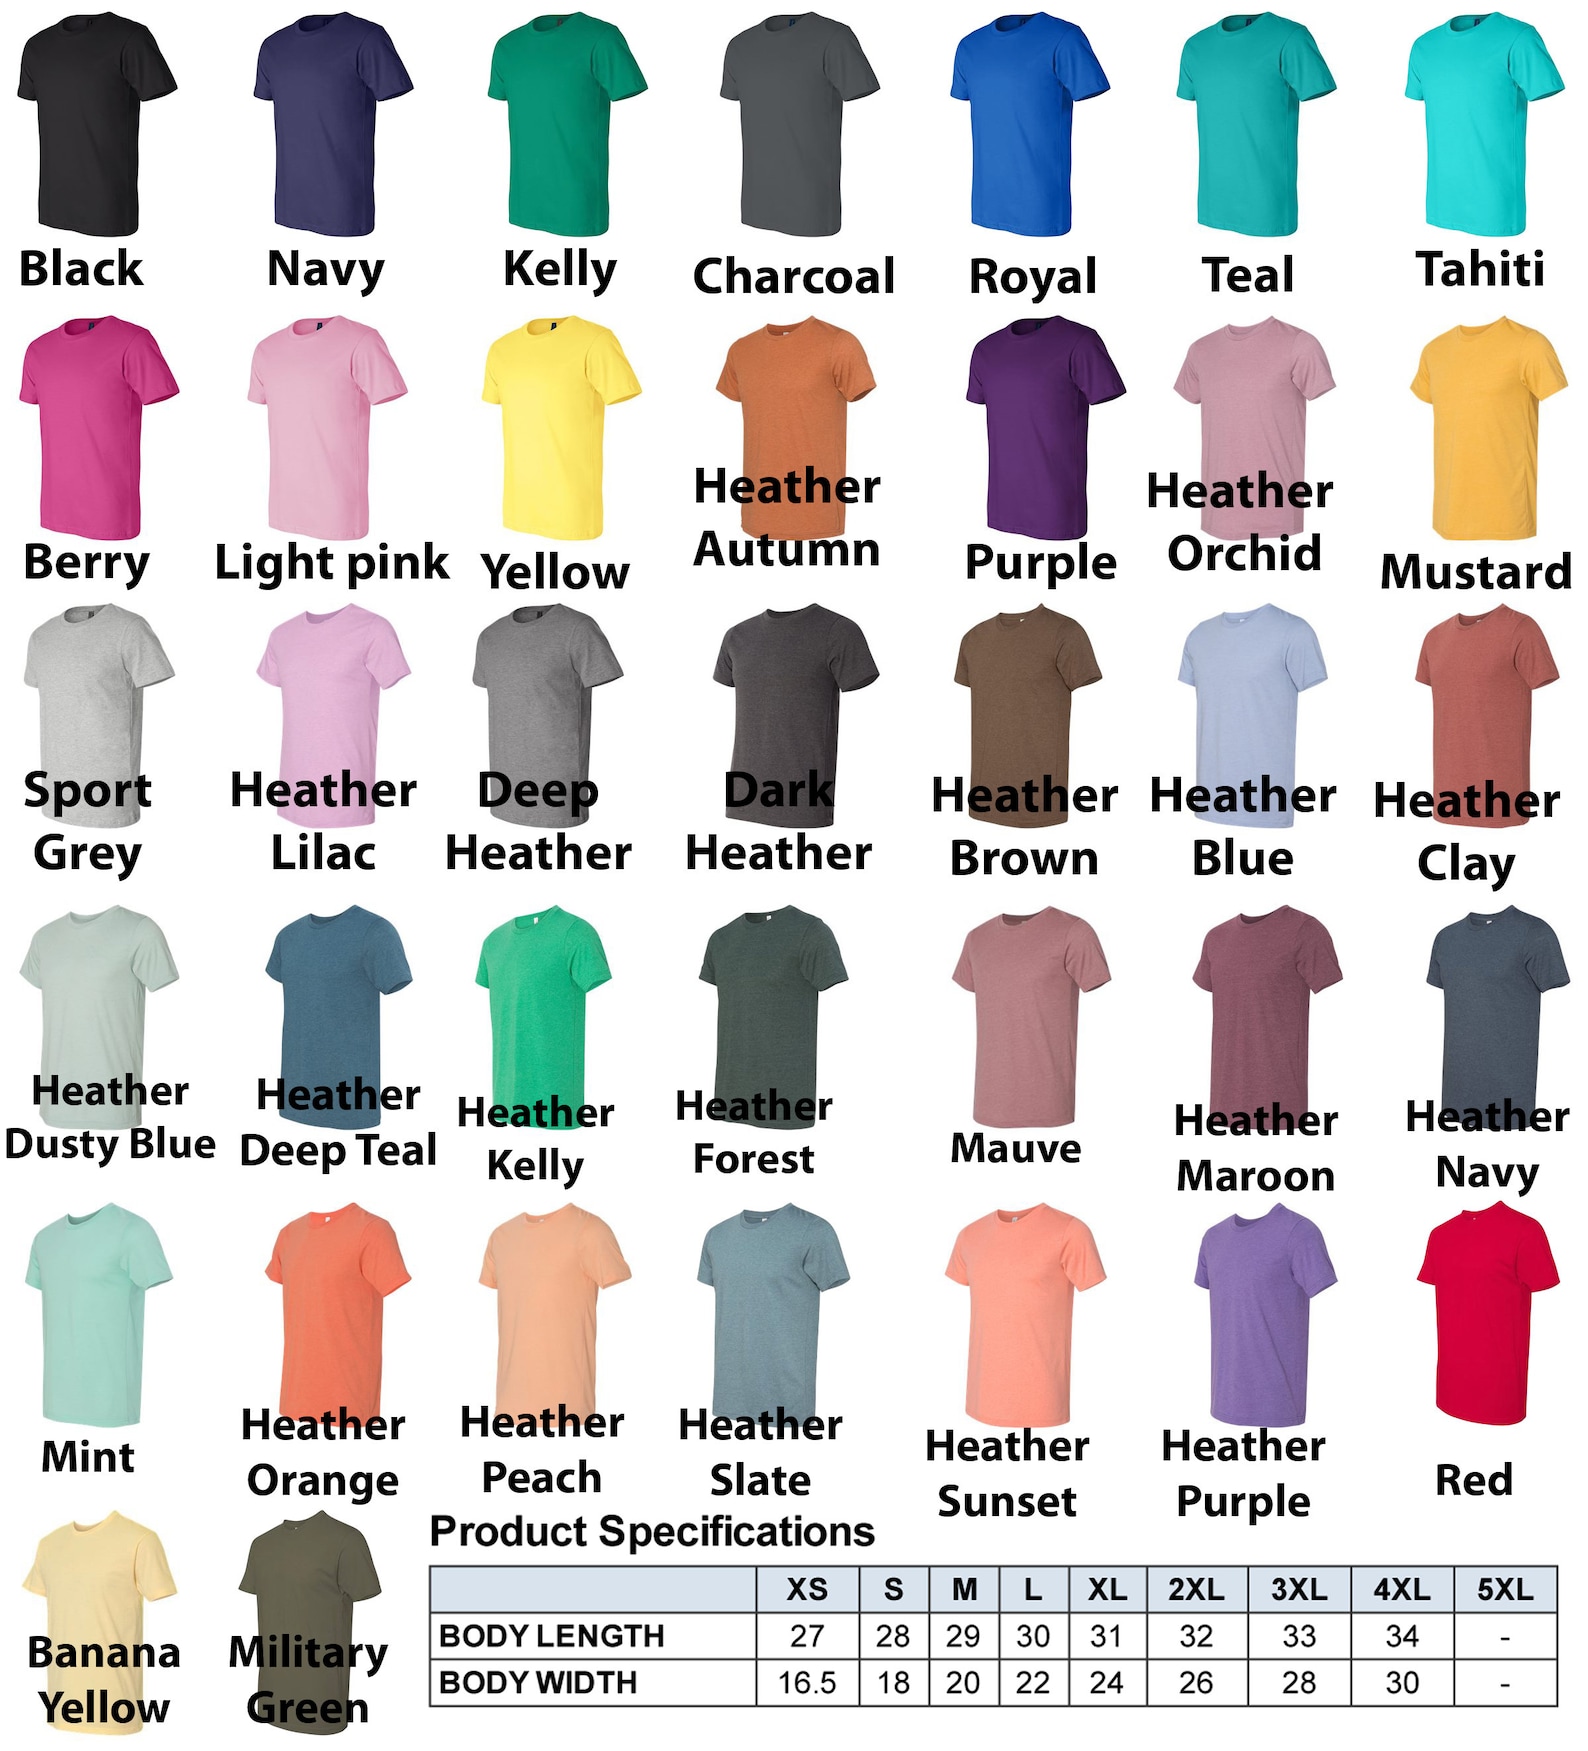 Black
Navy
Kelly
Charcoal
Royal
Teal
Tahiti
Berry
Light pink
Yellow
Heather
Autumn
Purple
Heather
Orchid
Mustard
Sport
Grey
Heather
Lilac
Deep
Heather
Dark
Heather
Heather
Brown
Heather
Blue
Heather
Clay
Heather
Dusty Blue
Heather
Deep Teal
Heather
Kelly
Heather
Forest
Mauve
Heather
Maroon
Heather
Navy
Mint
Heather
Orange
Heather
Peach
Heather
Slate
Heather
Sunset
Heather
Purple
Red
Banana
Yellow
Military
Green
Product Specifications
XS S M L XL 2XL 3XL 4XL 5XL
BODY LENGTH 27 28 29 30 31 32 33 34 -
BODY WIDTH 16.5 18 20 22 24 26 28 30 -